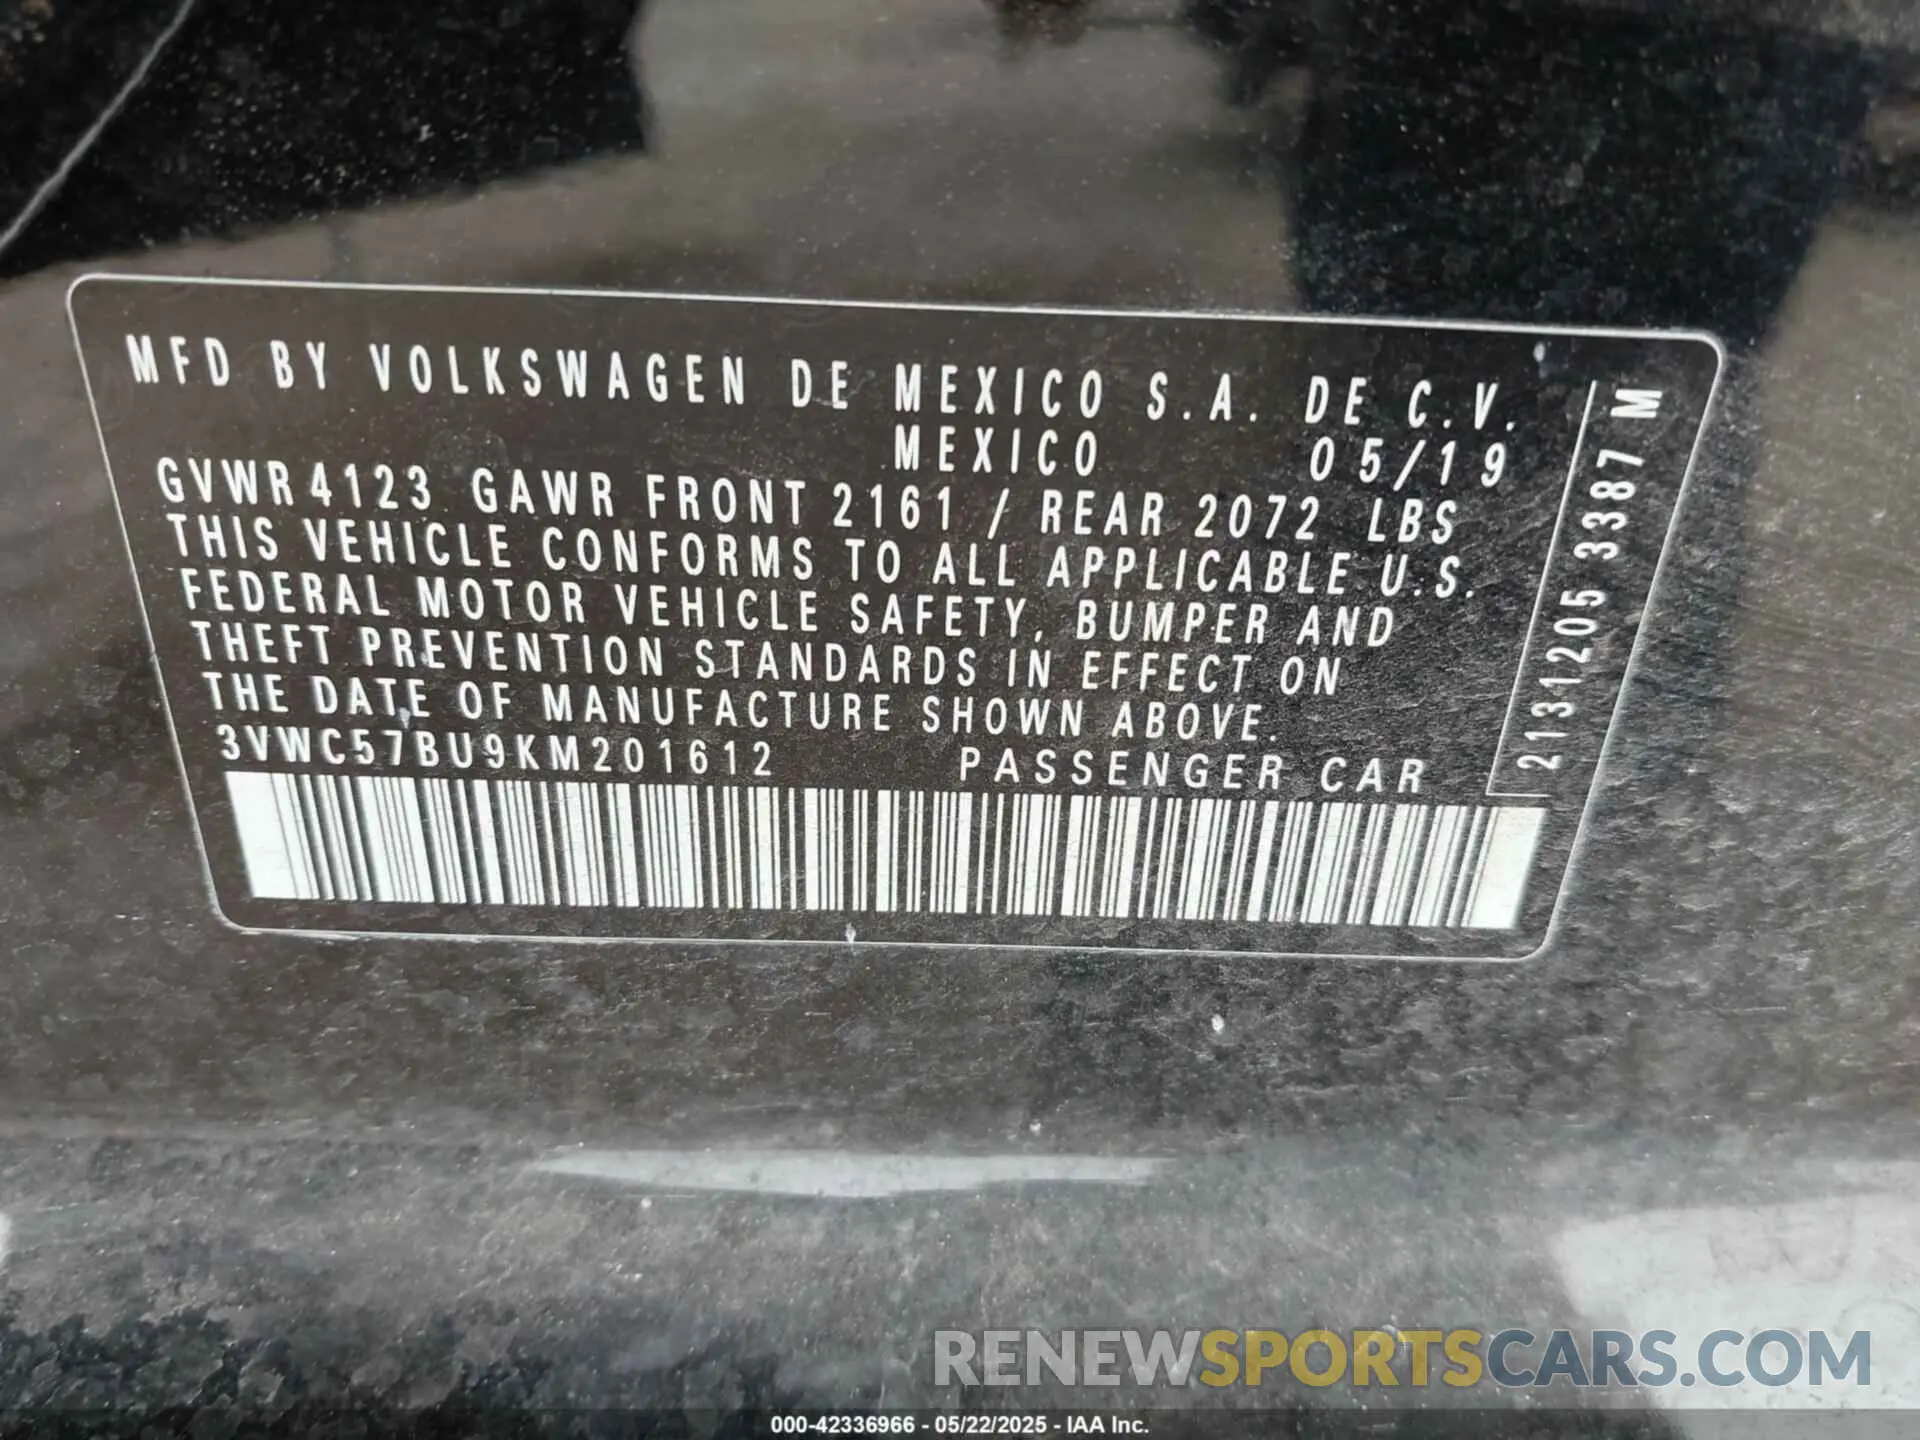 MFD BY VOLKSWAGEN DE MEXICO S.A. DE C.V.
MEXICO 05/19
GVWR 4123 GAWR FRONT 2161 / REAR 2072 LBS
THIS VEHICLE CONFORMS TO ALL APPLICABLE U.S.
FEDERAL MOTOR VEHICLE SAFETY, BUMPER AND
THEFT PREVENTION STANDARDS IN EFFECT ON
THE DATE OF MANUFACTURE SHOWN ABOVE.
3VWC57BU9KM201612 PASSENGER CAR
2131205 3387 M
RENEWSPORTSCARS.COM
000-42336966 - 05/22/2025 - IAA Inc.